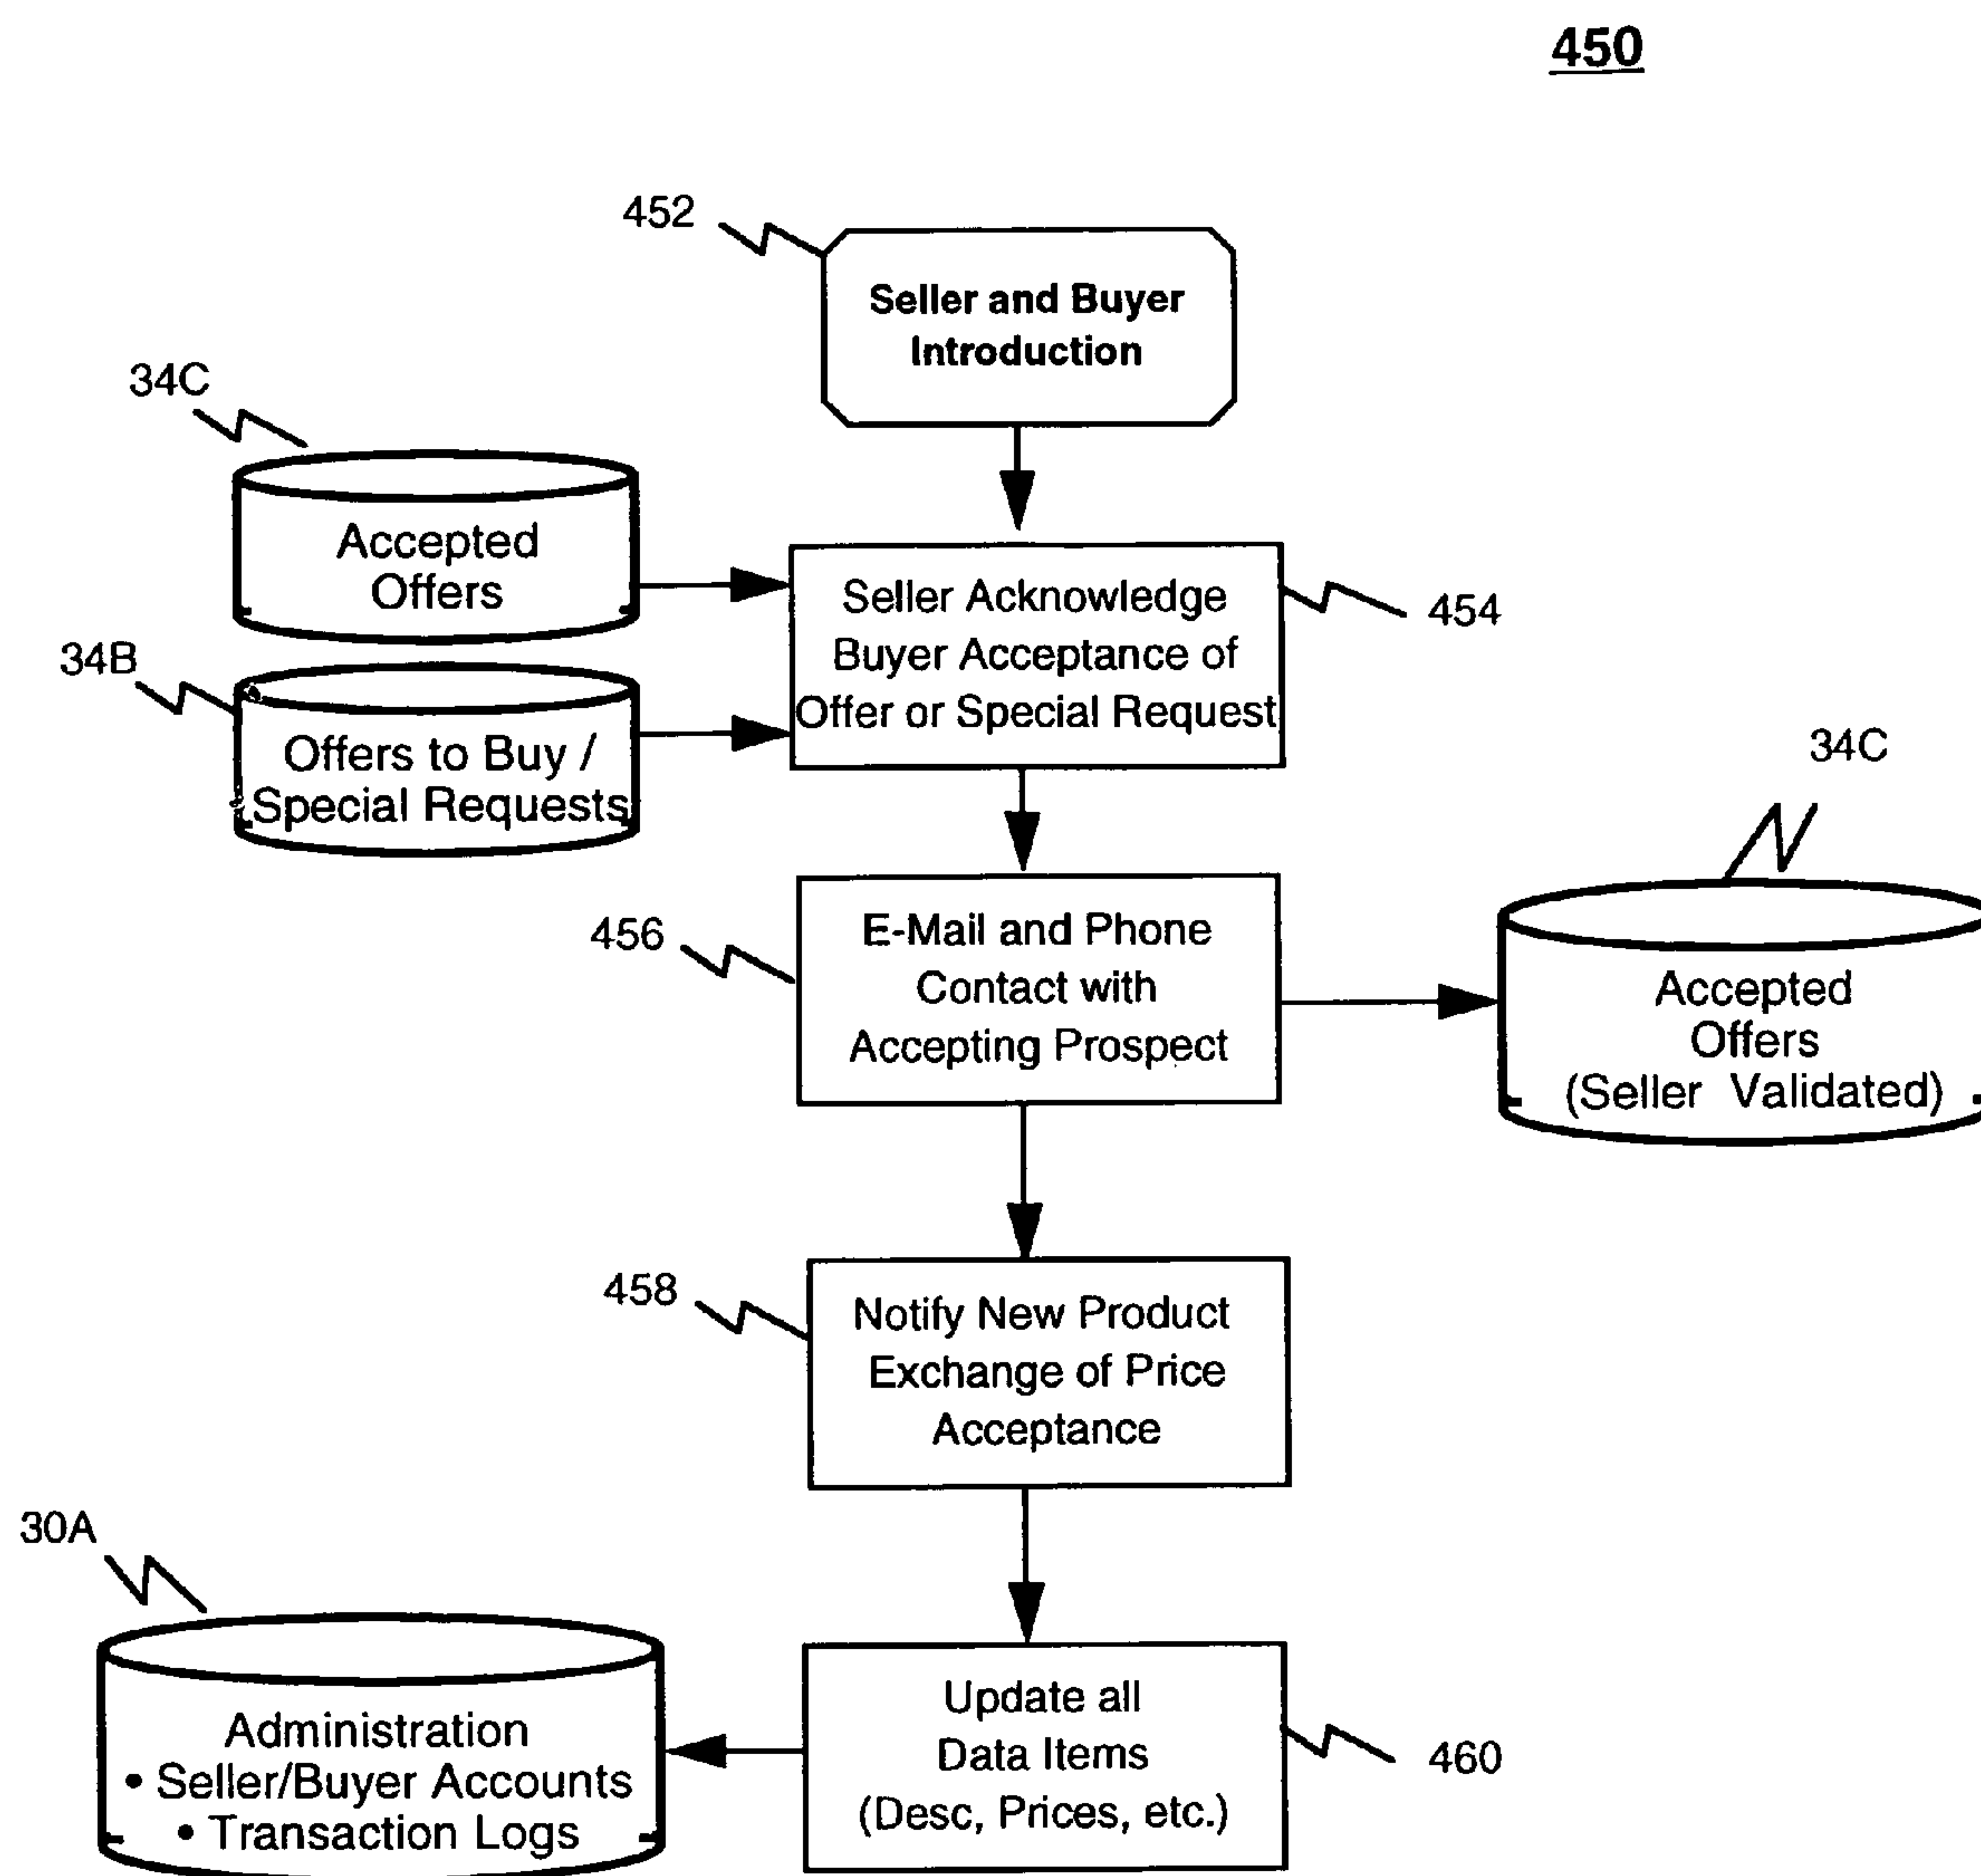 450
452
Seller and Buyer
Introduction
34C
Accepted
Offers
34B
Offers to Buy /
Special Requests
Seller Acknowledge
Buyer Acceptance of
Offer or Special Request
454
34C
456
E-Mail and Phone
Contact with
Accepting Prospect
Accepted
Offers
(Seller Validated)
458
Notify New Product
Exchange of Price
Acceptance
30A
Administration
• Seller/Buyer Accounts
• Transaction Logs
Update all
Data Items
(Desc, Prices, etc.)
460